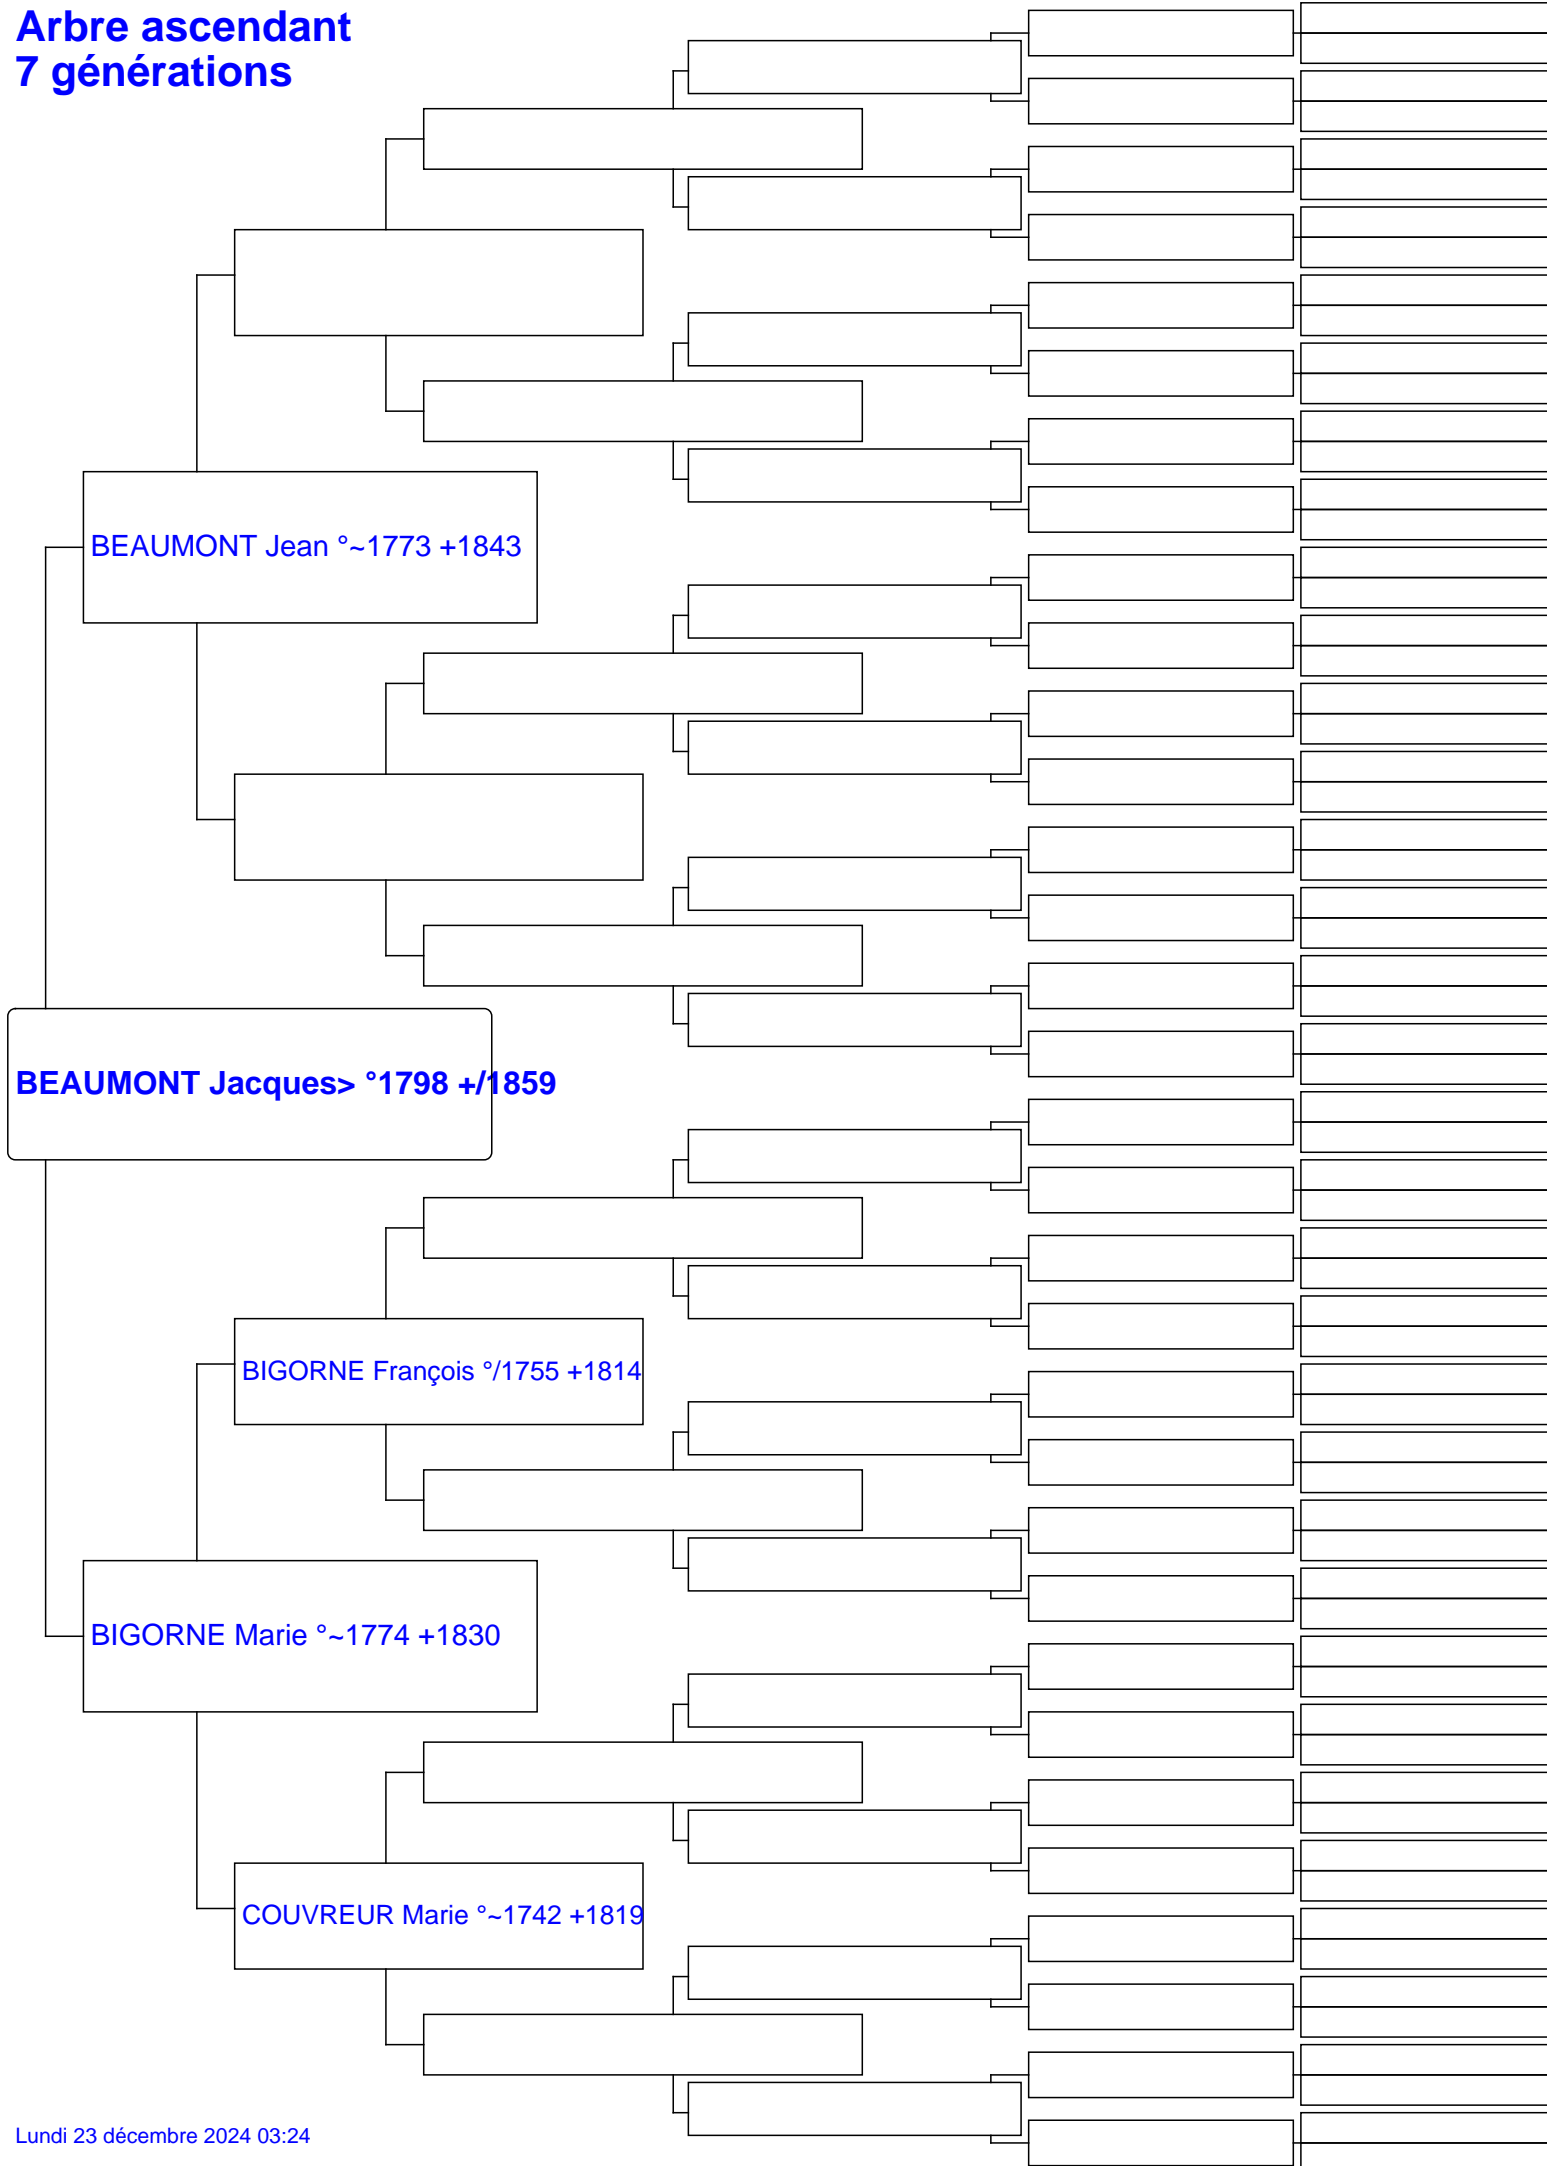 Arbre ascendant
7 générations
BEAUMONT Jean °~1773 +1843
BEAUMONT Jacques> °1798 +/1859
BIGORNE François °/1755 +1814
BIGORNE Marie °~1774 +1830
COUVREUR Marie °~1742 +1819
Lundi 23 décembre 2024 03:24